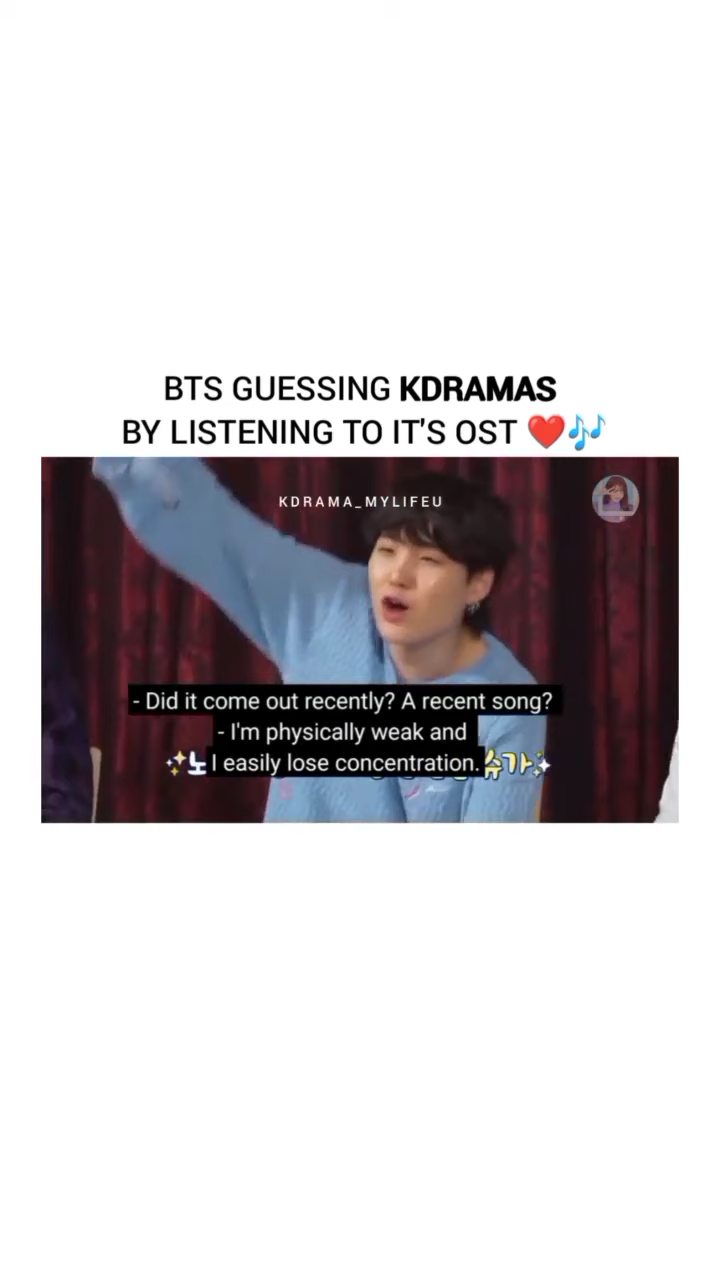 BTS GUESSING KDRAMAS
BY LISTENING TO IT'S OST ❤️🎶
KDRAMA_MYLIFEU
- Did it come out recently? A recent song?
- I'm physically weak and
I easily lose concentration.
노
슈가